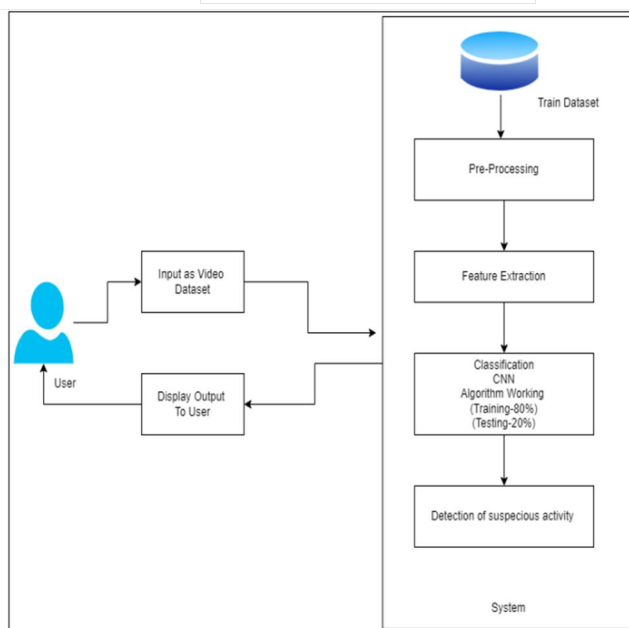 Train Dataset
Pre-Processing
Feature Extraction
Classification
CNN
Algorithm Working
(Training-80%)
(Testing-20%)
Detection of suspecious activity
System
Input as Video
Dataset
User
Display Output
To User